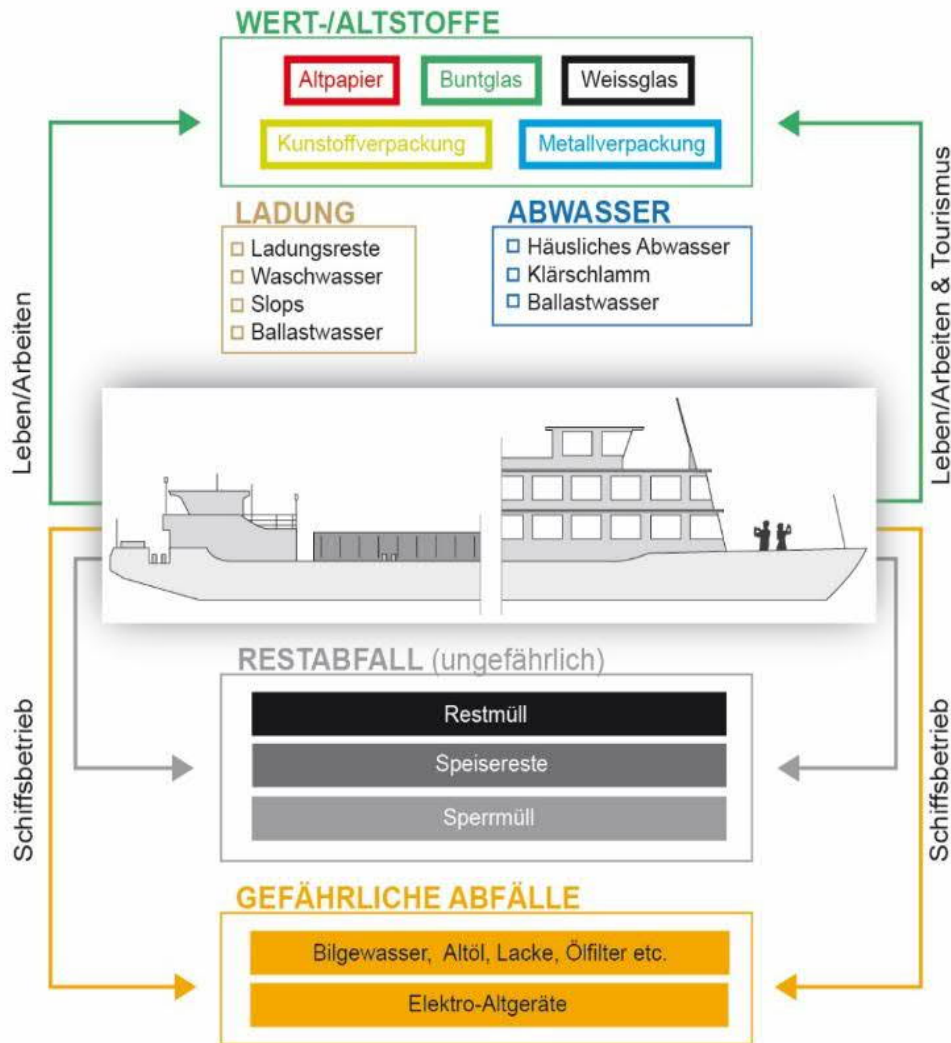 WERT-/ALTSTOFFE
Altpapier
Buntglas
Weissglas
Kunstoffverpackung
Metallverpackung
LADUNG
Ladungsreste
Waschwasser
Slops
Ballastwasser
ABWASSER
Häusliches Abwasser
Klärschlamm
Ballastwasser
Leben/Arbeiten
Leben/Arbeiten & Tourismus
RESTABFALL (ungefährlich)
Restmüll
Speisereste
Sperrmüll
Schiffsbetrieb
Schiffsbetrieb
GEFÄHRLICHE ABFÄLLE
Bilgewasser, Altöl, Lacke, Ölfilter etc.
Elektro-Altgeräte